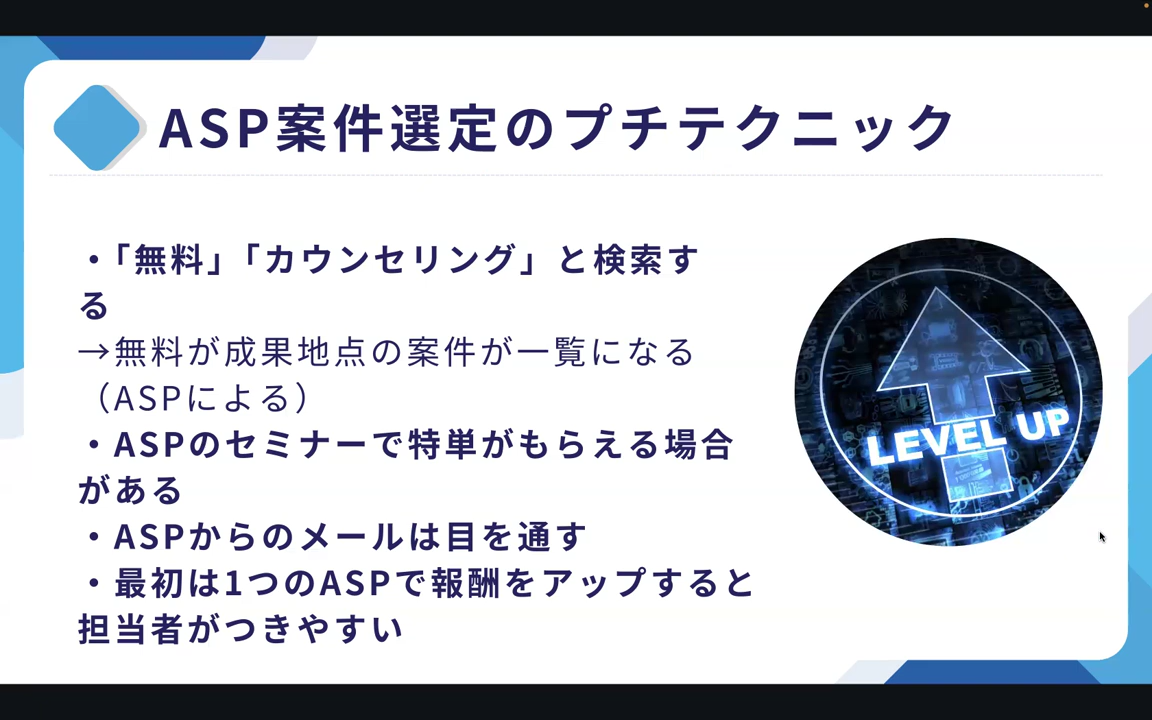 ASP案件選定のプチテクニック
・「無料」「カウンセリング」と検索す
る
→無料が成果地点の案件が一覧になる
（ASPによる）
・ASPのセミナーで特単がもらえる場合
がある
・ASPからのメールは目を通す
・最初は1つのASPで報酬をアップすると
担当者がつきやすい
LEVEL UP